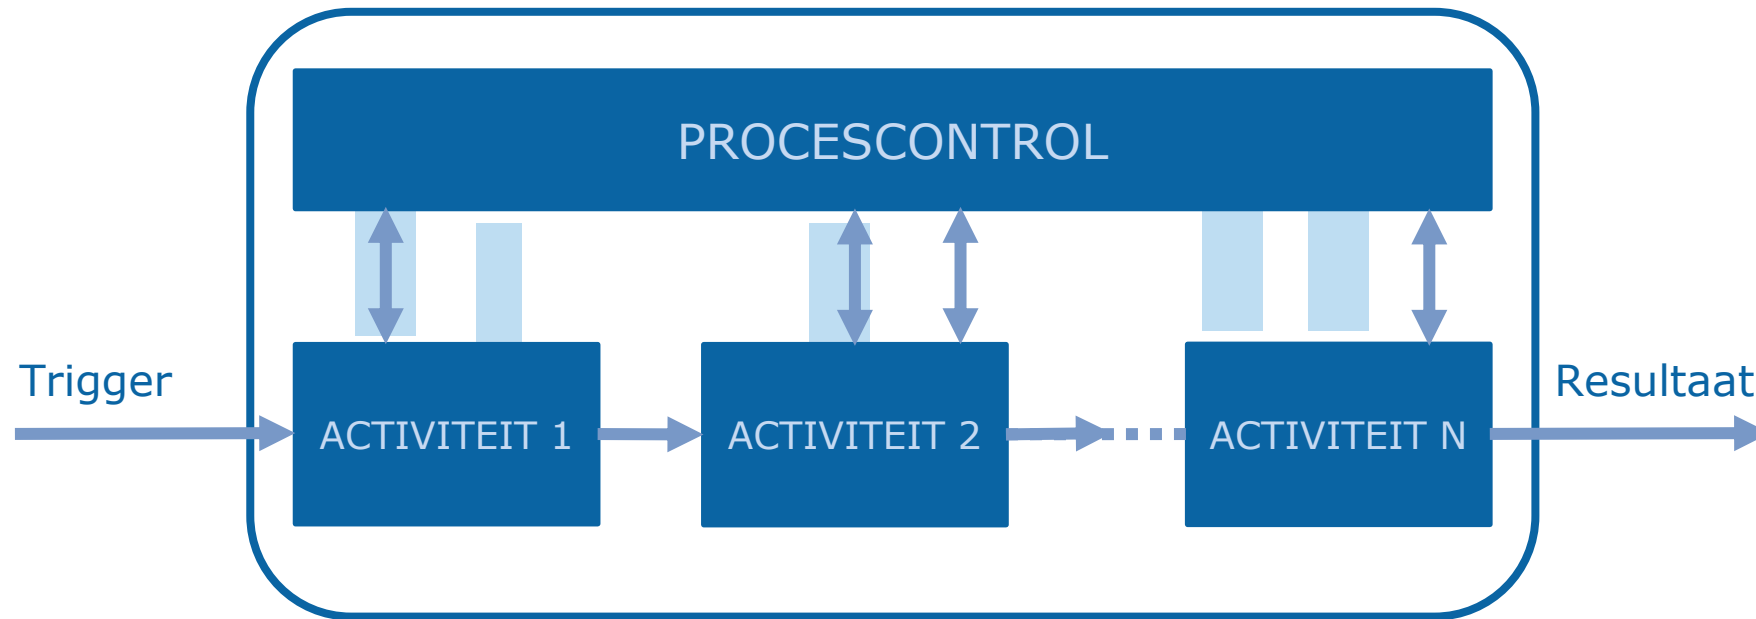 PROCESCONTROL
Trigger
Resultaat
ACTIVITEIT 1
ACTIVITEIT 2
ACTIVITEIT N